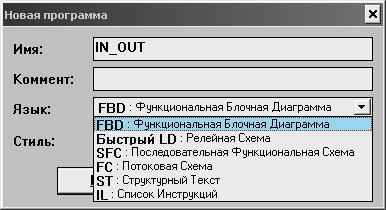 Новая программа
Имя: IN_OUT
Коммент:
Язык: FBD : Функциональная Блочная Диаграмма
FBD : Функциональная Блочная Диаграмма
Стиль: Быстрый LD : Релейная Схема
SFC : Последовательная Функциональная Схема
FC : Потоковая Схема
ST : Структурный Текст
IL : Список Инструкций